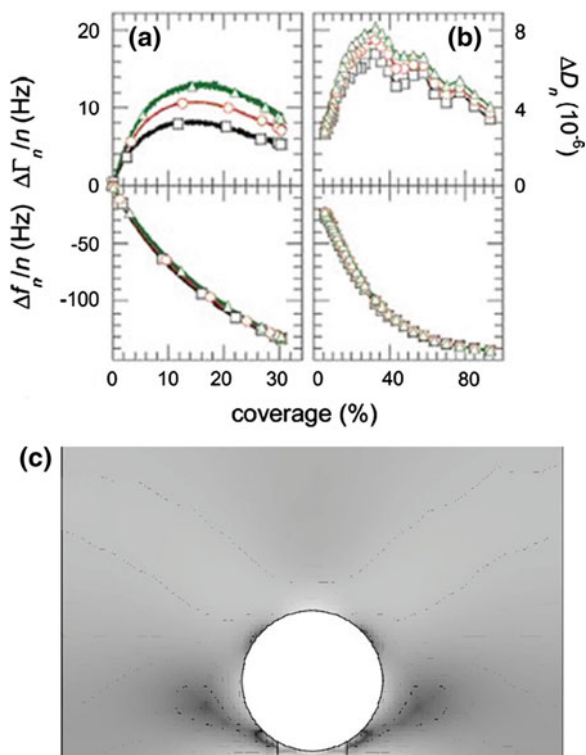 (a)
(b)
20
10
0
ΔΓn/n (Hz)
8
4
0
ΔDn (10-6)
-50
-100
Δfn/n (Hz)
0 10 20 30
0 40 80
coverage (%)
(c)